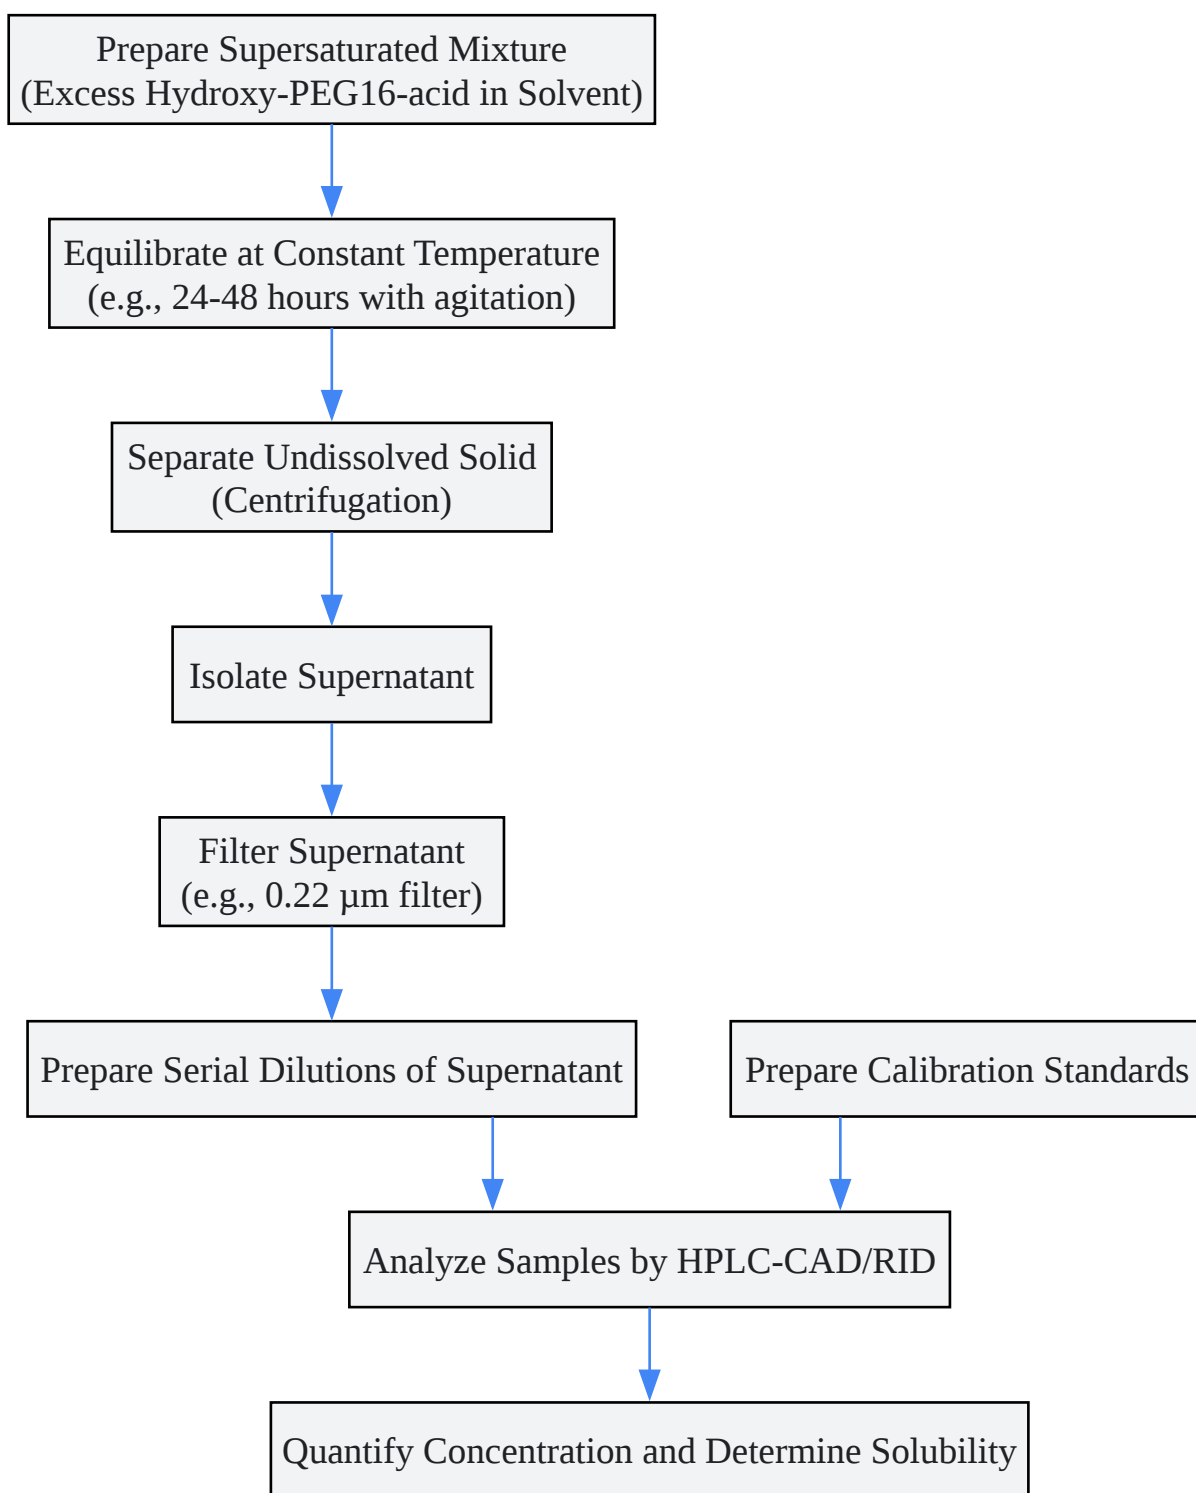 Prepare Supersaturated Mixture
(Excess Hydroxy-PEG16-acid in Solvent)
Equilibrate at Constant Temperature
(e.g., 24-48 hours with agitation)
Separate Undissolved Solid
(Centrifugation)
Isolate Supernatant
Filter Supernatant
(e.g., 0.22 µm filter)
Prepare Serial Dilutions of Supernatant
Prepare Calibration Standards
Analyze Samples by HPLC-CAD/RID
Quantify Concentration and Determine Solubility